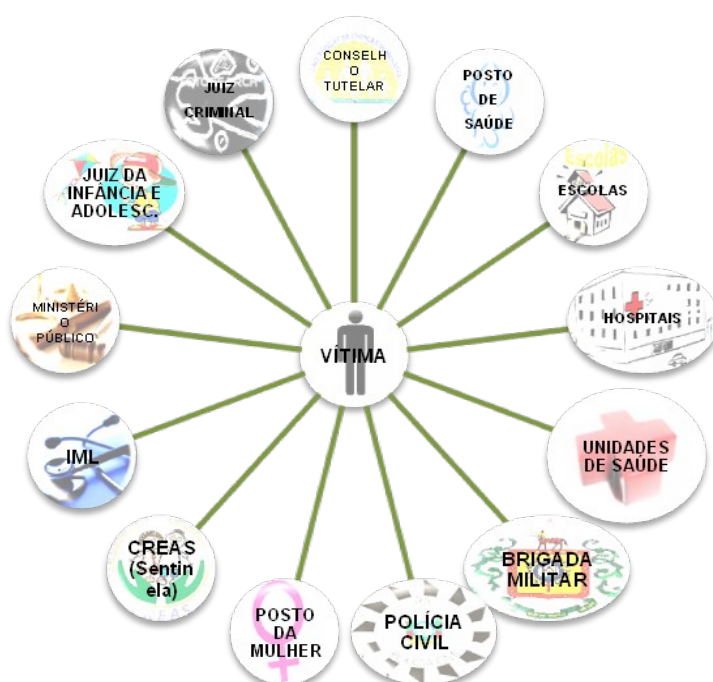 CONSELH
O
TUTELAR
POSTO
DE
SAÚDE
Escolas
ESCOLAS
HOSPITAIS
UNIDADES
DE SAÚDE
BRIGADA
MILITAR
POLÍCIA
CIVIL
POSTO
DA
MULHER
CREAS
(Sentin
ela)
IML
MINISTÉRI
O
PÚBLICO
JUIZ DA
INFÂNCIA E
ADOLESC.
JUIZ
CRIMINAL
VÍTIMA